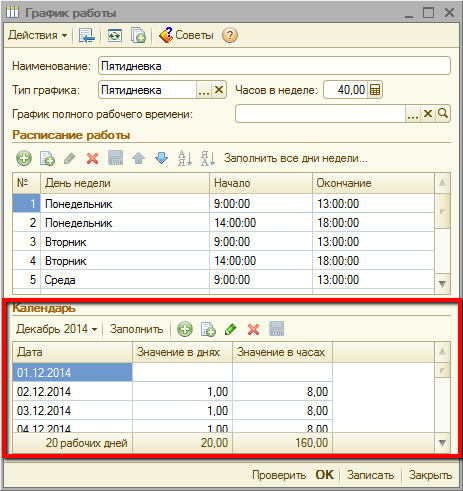 График работы
Действия Советы ?
Наименование: Пятидневка
Тип графика: Пятидневка ... Часов в неделе: 40,00
График полного рабочего времени: ...
Расписание работы
Заполнить все дни недели...
№ День недели Начало Окончание
1 Понедельник 9:00:00 13:00:00
2 Понедельник 14:00:00 18:00:00
3 Вторник 9:00:00 13:00:00
4 Вторник 14:00:00 18:00:00
5 Среда 9:00:00 13:00:00
Календарь
Декабрь 2014 Заполнить
Дата Значение в днях Значение в часах
01.12.2014
02.12.2014 1,00 8,00
03.12.2014 1,00 8,00
04.12.2014 1,00 8,00
20 рабочих дней 20,00 160,00
Проверить OK Записать Закрыть